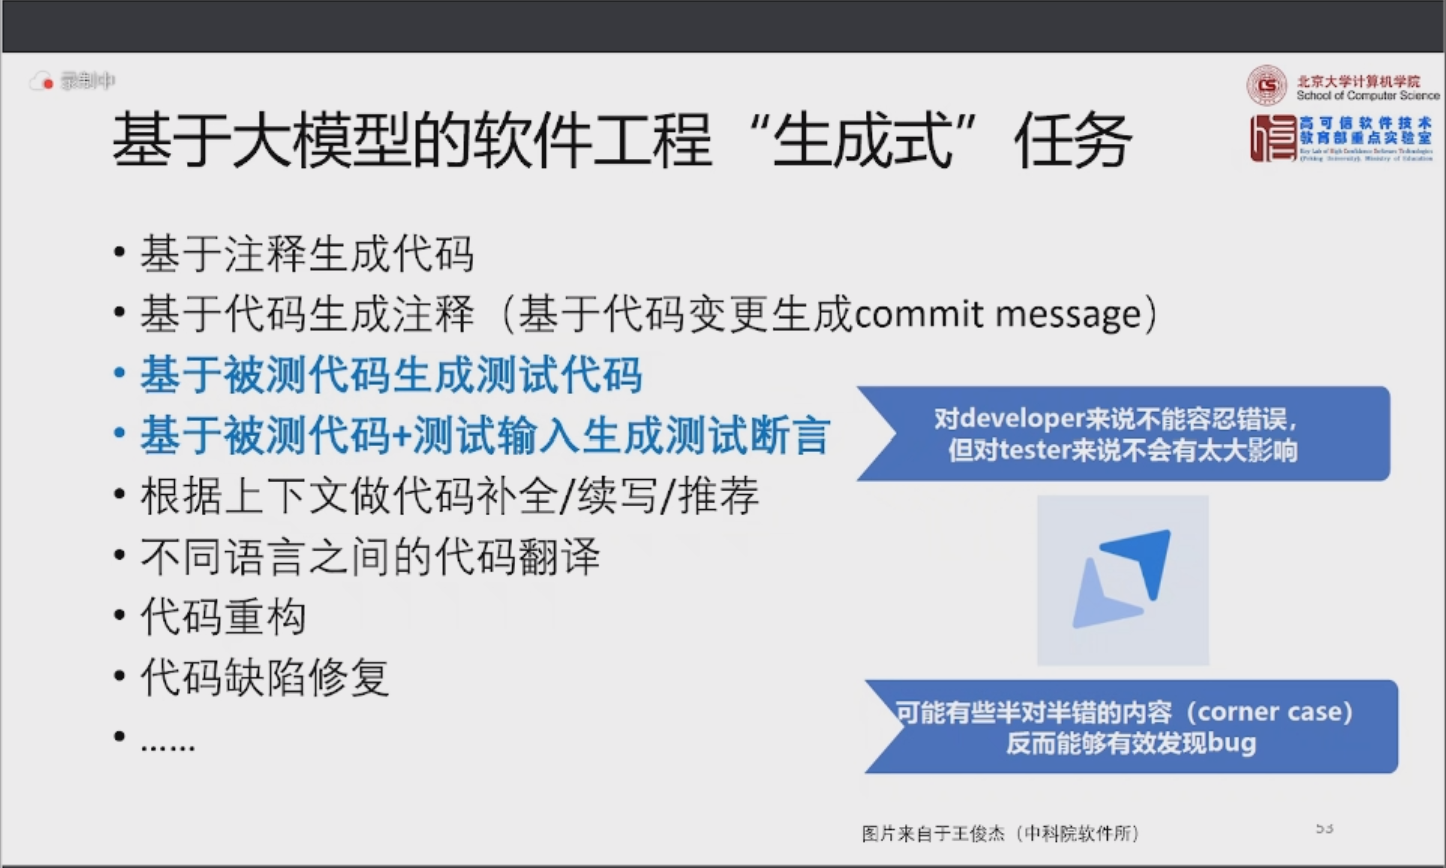 录制中
北京大学计算机学院
School of Computer Science
高可信软件技术
教育部重点实验室
Key Lab of High Confidence Software Technologies
(Peking University), Ministry of Education
基于大模型的软件工程“生成式”任务
• 基于注释生成代码
• 基于代码生成注释（基于代码变更生成commit message）
• 基于被测代码生成测试代码
• 基于被测代码+测试输入生成测试断言
• 根据上下文做代码补全/续写/推荐
• 不同语言之间的代码翻译
• 代码重构
• 代码缺陷修复
• ……
对developer来说不能容忍错误，
但对tester来说不会有太大影响
可能有些半对半错的内容（corner case）
反而能够有效发现bug
图片来自于王俊杰（中科院软件所）
53